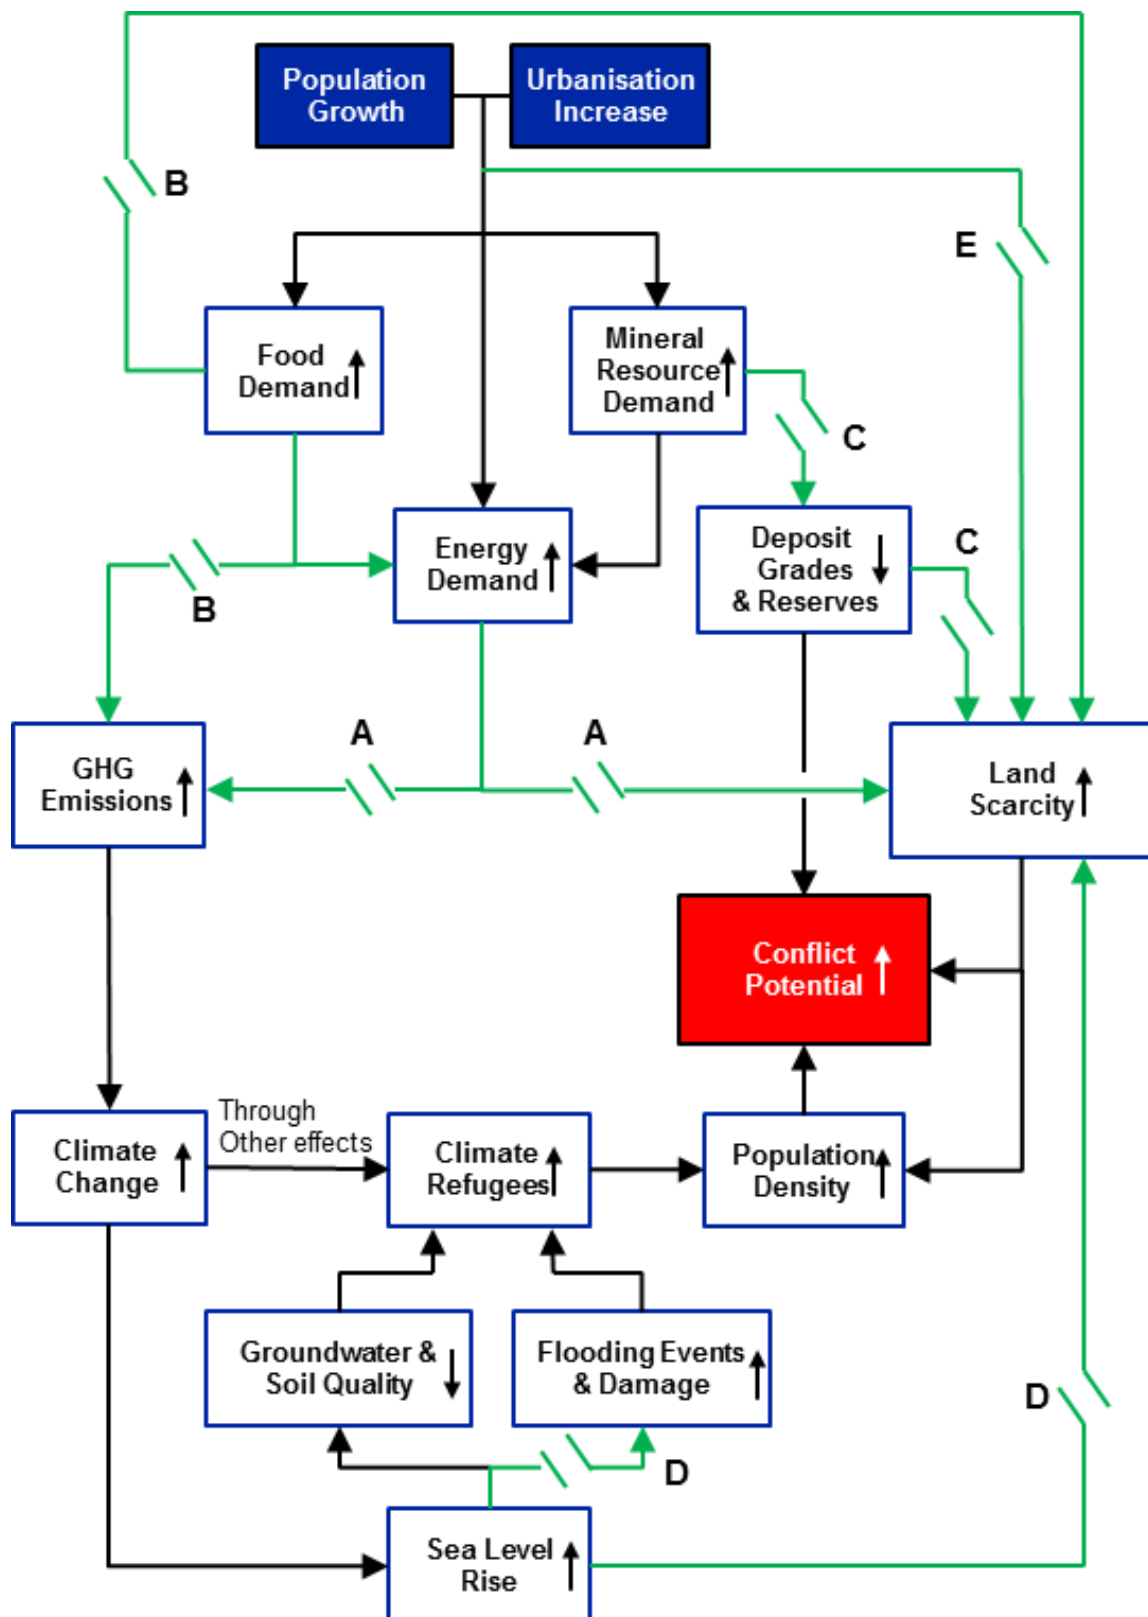 Population
Growth
Urbanisation
Increase
B
E
Food
Demand
Mineral
Resource
Demand
C
Energy
Demand
Deposit
Grades
& Reserves
C
B
A
A
GHG
Emissions
Land
Scarcity
Conflict
Potential
Through
Other effects
Climate
Change
Climate
Refugees
Population
Density
Groundwater &
Soil Quality
Flooding Events
& Damage
D
D
Sea Level
Rise